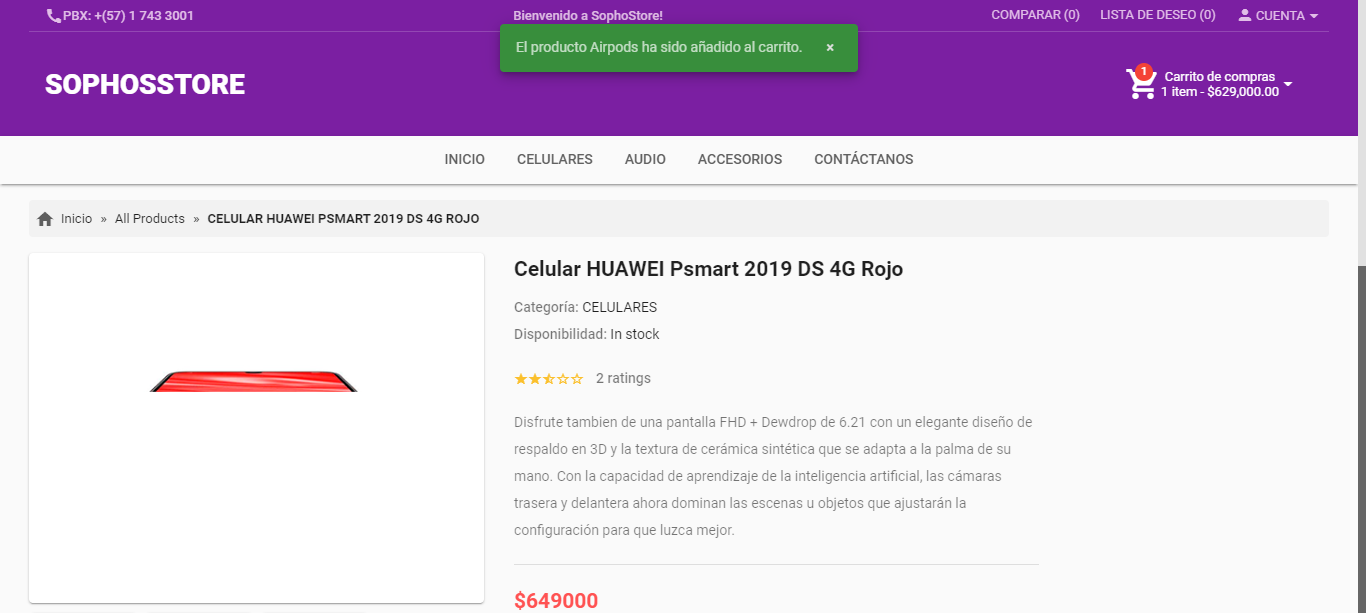 PBX: +(57) 1 743 3001
Bienvenido a SophoStore!
COMPARAR (0)
LISTA DE DESEO (0)
CUENTA
El producto Airpods ha sido añadido al carrito. ×
SOPHOSSTORE
1
Carrito de compras
1 item - $629,000.00
INICIO
CELULARES
AUDIO
ACCESORIOS
CONTÁCTANOS
Inicio » All Products » CELULAR HUAWEI PSMART 2019 DS 4G ROJO
Celular HUAWEI Psmart 2019 DS 4G Rojo
Categoría: CELULARES
Disponibilidad: In stock
2 ratings
Disfrute tambien de una pantalla FHD + Dewdrop de 6.21 con un elegante diseño de
respaldo en 3D y la textura de cerámica sintética que se adapta a la palma de su
mano. Con la capacidad de aprendizaje de la inteligencia artificial, las cámaras
trasera y delantera ahora dominan las escenas u objetos que ajustarán la
configuración para que luzca mejor.
$649000